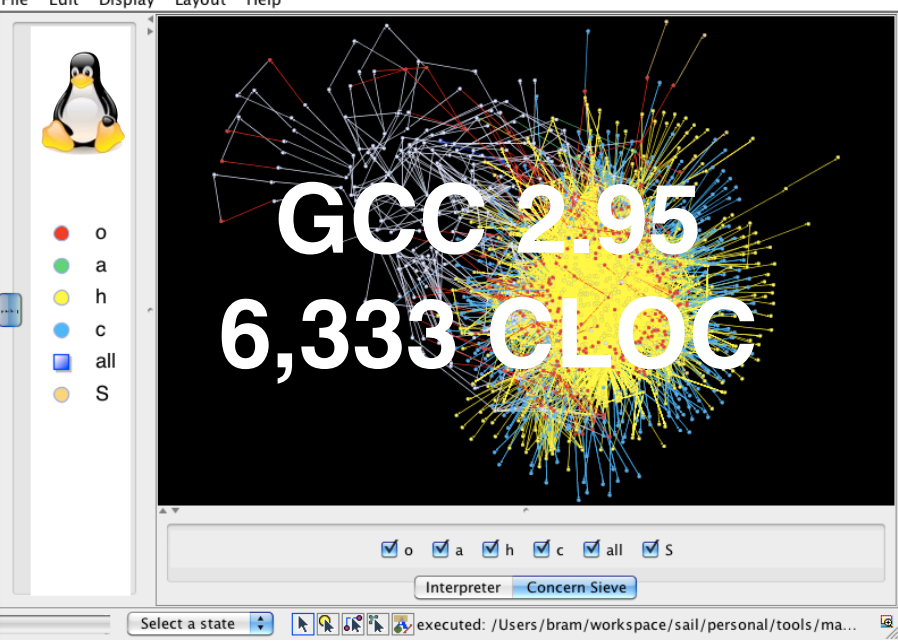 File Edit Display Layout Help
o
a
h
c
all
S
GCC 2.95
6,333 CLOC
o a h c all S
Interpreter Concern Sieve
Select a state
executed: /Users/bram/workspace/sail/personal/tools/ma...